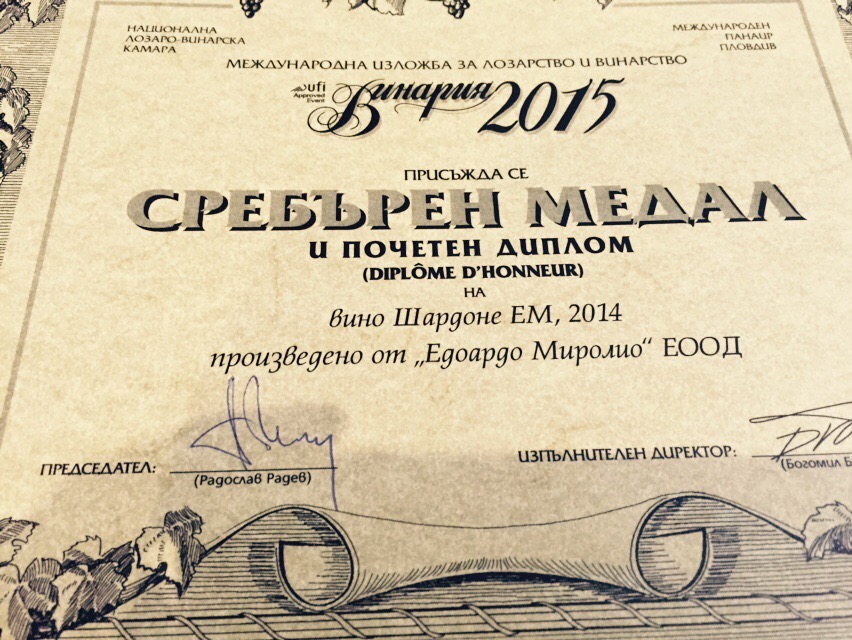 НАЦИОНАЛНА
ЛОЗАРО-ВИНАРСКА
КАМАРА
МЕЖДУНАРОДЕН
ПАНАИР
ПЛОВДИВ
МЕЖДУНАРОДНА ИЗЛОЖБА ЗА ЛОЗАРСТВО И ВИНАРСТВО
ufi
Approved
Event
Винария 2015
ПРИСЪЖДА СЕ
СРЕБЪРЕН МЕДАЛ
И ПОЧЕТЕН ДИПЛОМ
(DIPLÔME D'HONNEUR)
НА
вино Шардоне ЕМ, 2014
произведено от „Едоардо Миролио“ ЕООД
ПРЕДСЕДАТЕЛ:
(Радослав Радев)
ИЗПЪЛНИТЕЛЕН ДИРЕКТОР:
(Богомил